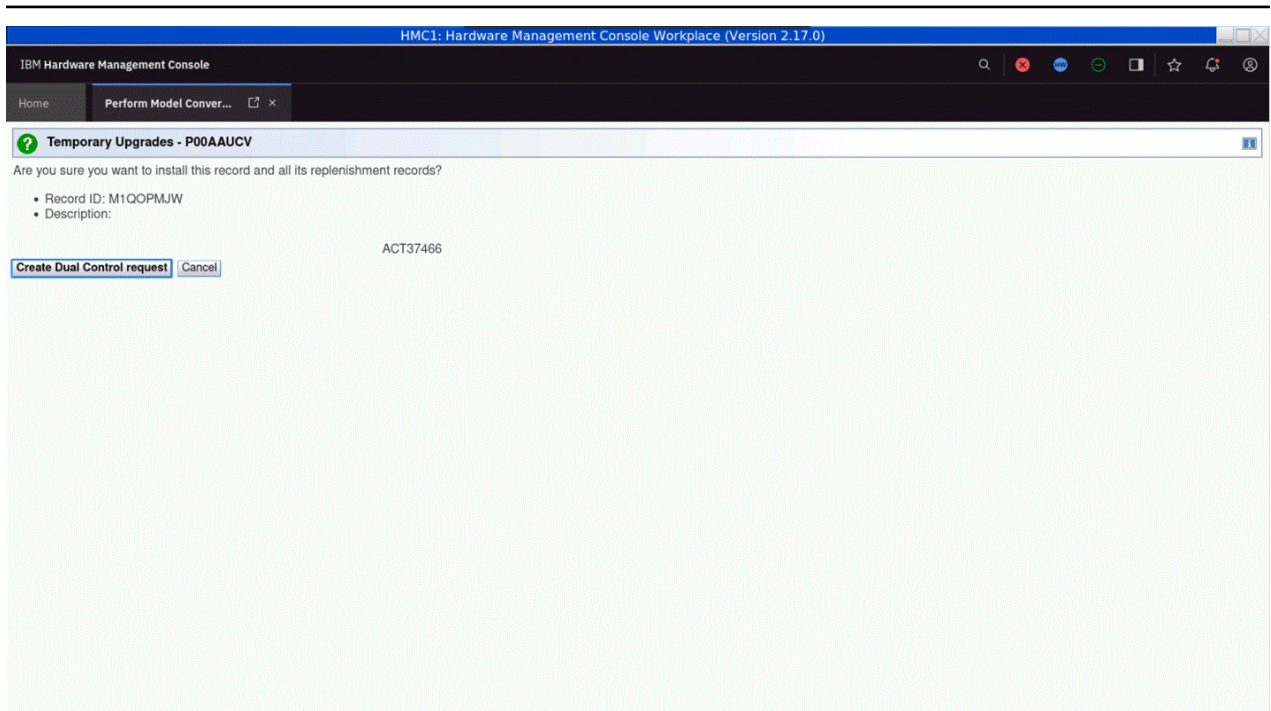 HMC1: Hardware Management Console Workplace (Version 2.17.0)
IBM Hardware Management Console
HW
Home
Perform Model Conver...
Temporary Upgrades - P00AAUCV
Are you sure you want to install this record and all its replenishment records?
• Record ID: M1QOPMJW
• Description:
ACT37466
Create Dual Control request Cancel